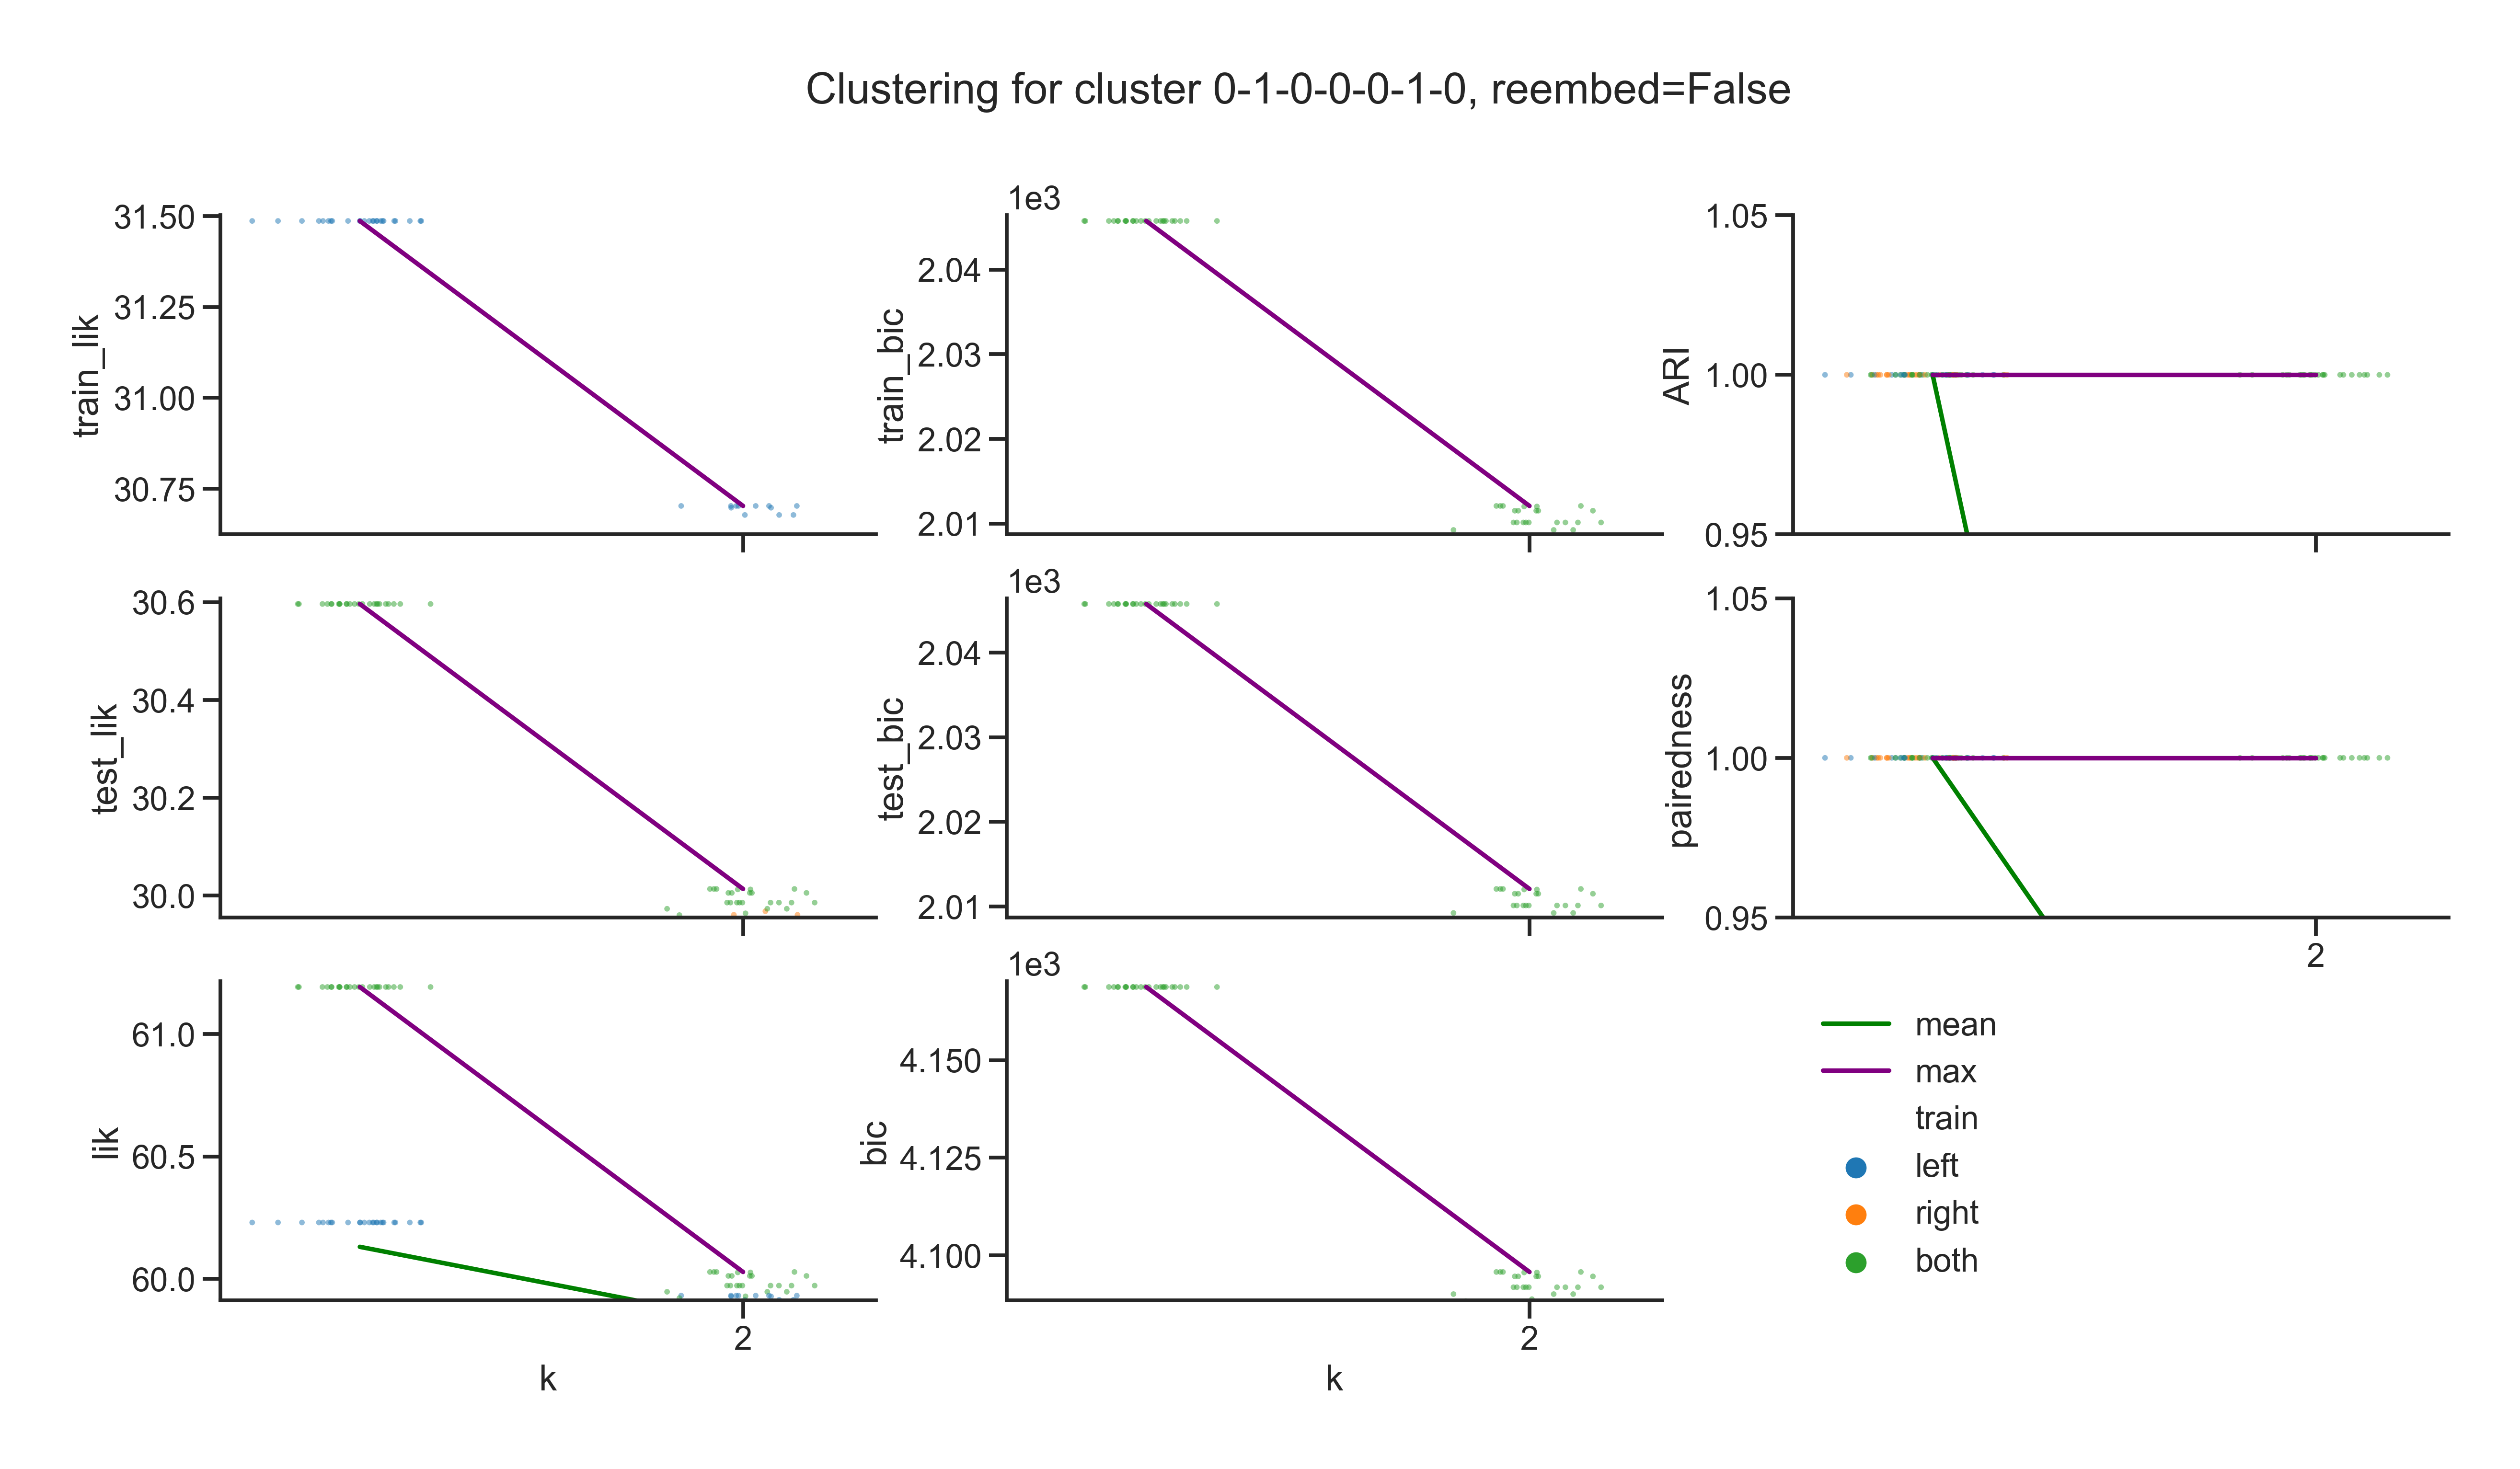 Clustering for cluster 0-1-0-0-0-1-0, reembed=False
train_lik
31.50
31.25
31.00
30.75
1e3
train_bic
2.04
2.03
2.02
2.01
ARI
1.05
1.00
0.95
test_lik
30.6
30.4
30.2
30.0
1e3
test_bic
2.04
2.03
2.02
2.01
pairedness
1.05
1.00
0.95
2
lik
61.0
60.5
60.0
2
k
1e3
bic
4.150
4.125
4.100
2
k
mean
max
train
left
right
both